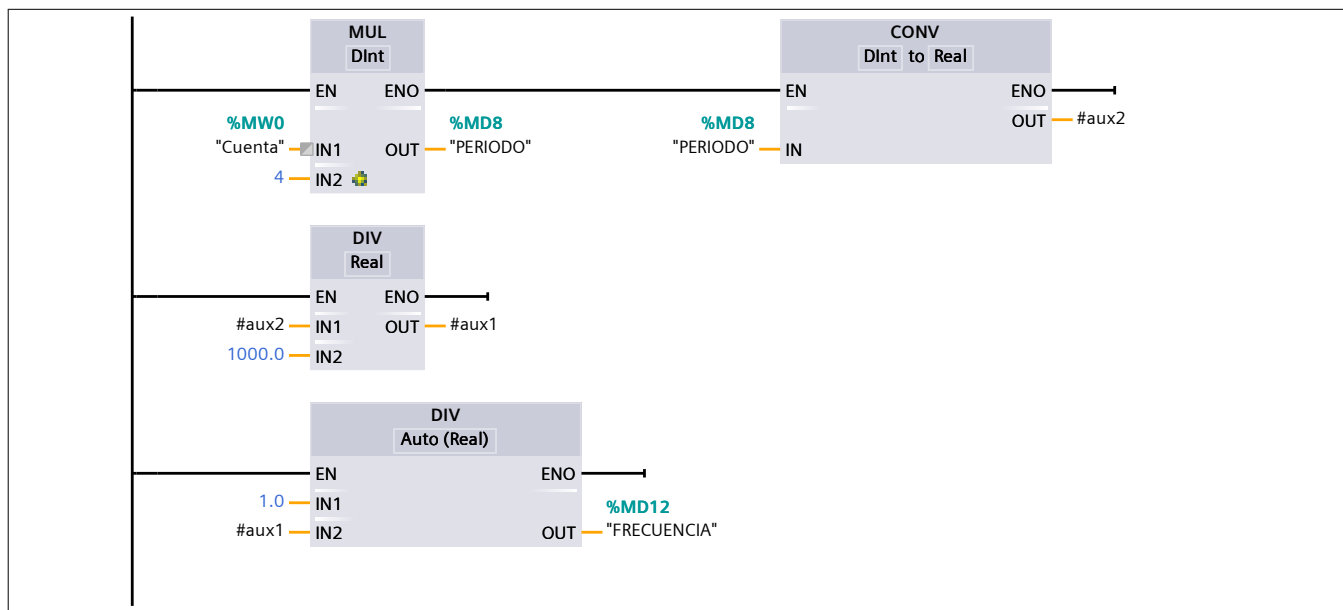 MUL
DInt
CONV
DInt to Real
EN ENO
EN ENO
%MW0
"Cuenta"
IN1
OUT
%MD8
"PERIODO"
4
IN2
%MD8
"PERIODO"
IN
OUT
#aux2
DIV
Real
EN ENO
#aux2 IN1 OUT #aux1
1000.0 IN2
DIV
Auto (Real)
EN ENO
1.0 IN1
#aux1 IN2
OUT
%MD12
"FRECUENCIA"